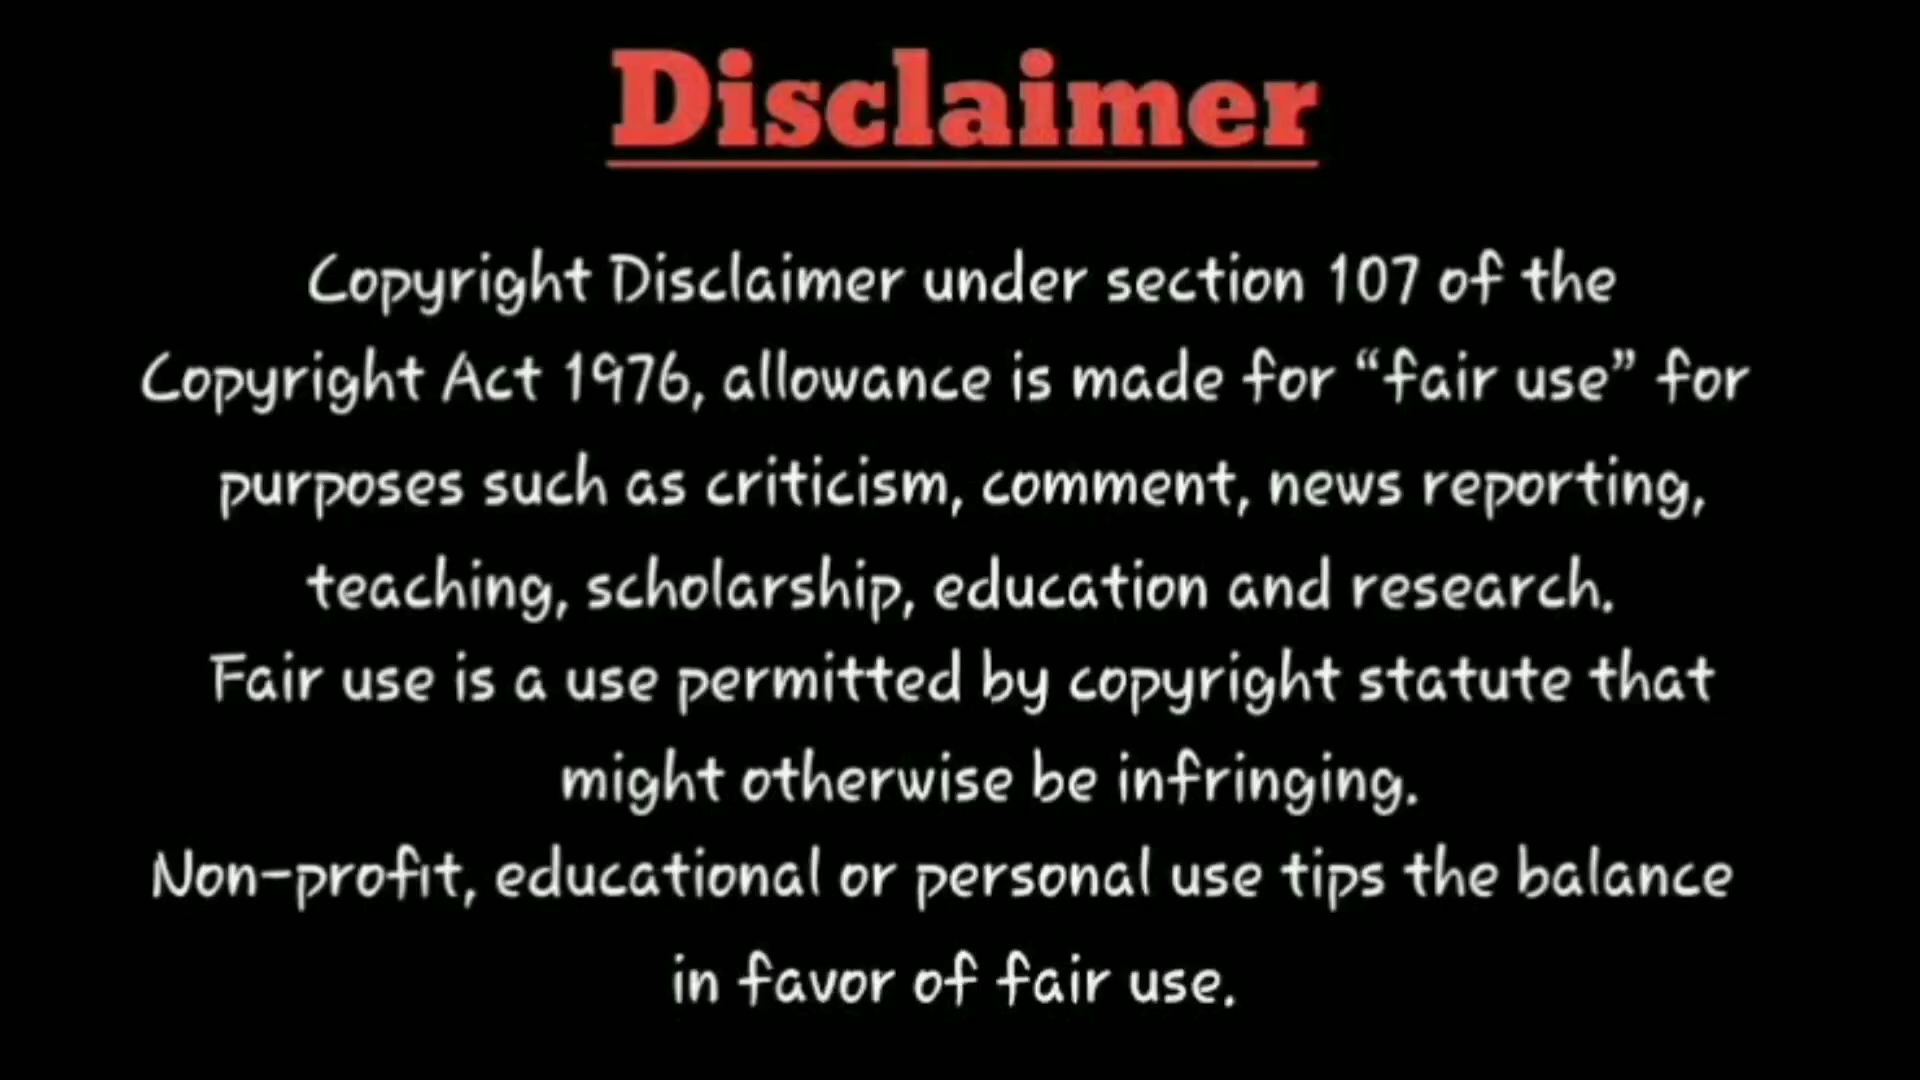 Disclaimer
Copyright Disclaimer under section 107 of the
Copyright Act 1976, allowance is made for “fair use” for
purposes such as criticism, comment, news reporting,
teaching, scholarship, education and research.
Fair use is a use permitted by copyright statute that
might otherwise be infringing.
Non-profit, educational or personal use tips the balance
in favor of fair use.